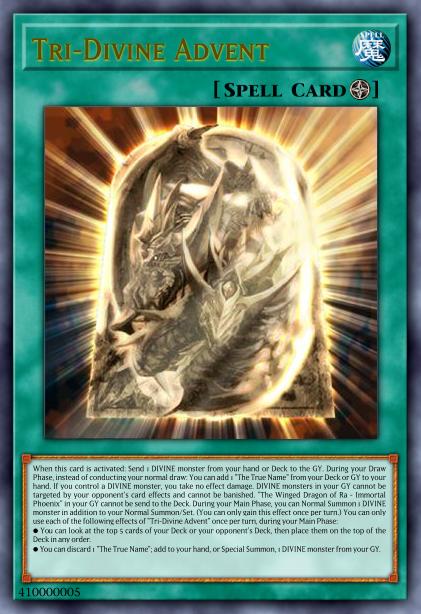 Tri-Divine Advent
SPELL
魔
[Spell Card]
When this card is activated: Send 1 DIVINE monster from your hand or Deck to the GY. During your Draw
Phase, instead of conducting your normal draw: You can add 1 "The True Name" from your Deck or GY to your
hand. If you control a DIVINE monster, you take no effect damage. DIVINE monsters in your GY cannot be
targeted by your opponent's card effects and cannot be banished. "The Winged Dragon of Ra - Immortal
Phoenix" in your GY cannot be send to the Deck. During your Main Phase, you can Normal Summon 1 DIVINE
monster in addition to your Normal Summon/Set. (You can only gain this effect once per turn.) You can only
use each of the following effects of "Tri-Divine Advent" once per turn, during your Main Phase:
● You can look at the top 5 cards of your Deck or your opponent's Deck, then place them on the top of the
Deck in any order.
● You can discard 1 "The True Name"; add to your hand, or Special Summon, 1 DIVINE monster from your GY.
410000005